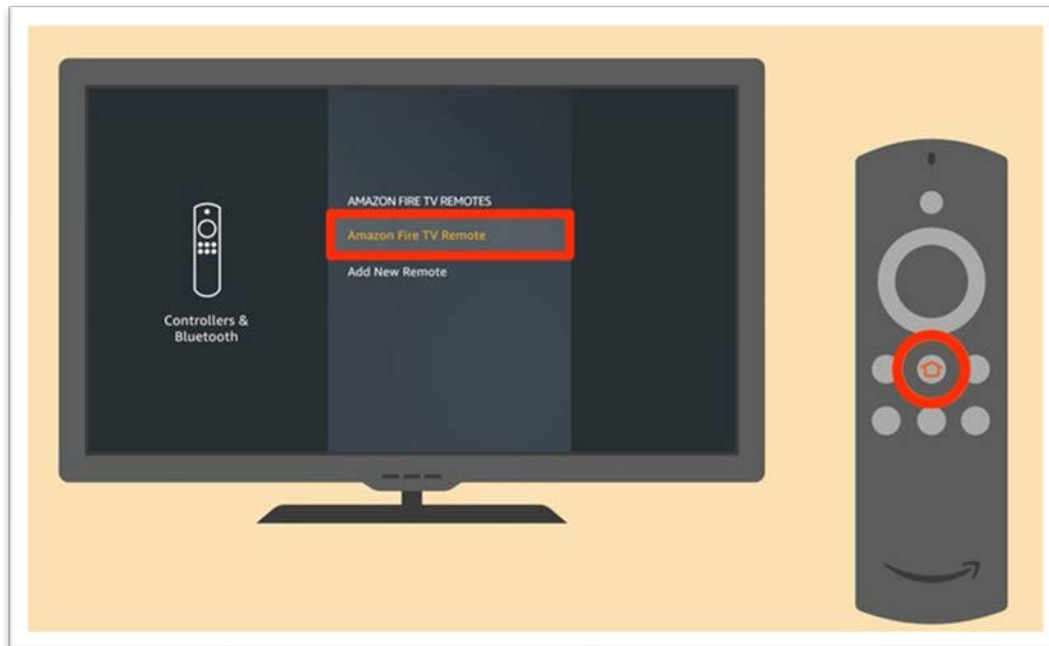 AMAZON FIRE TV REMOTES
Amazon Fire TV Remote
Add New Remote
Controllers &
Bluetooth